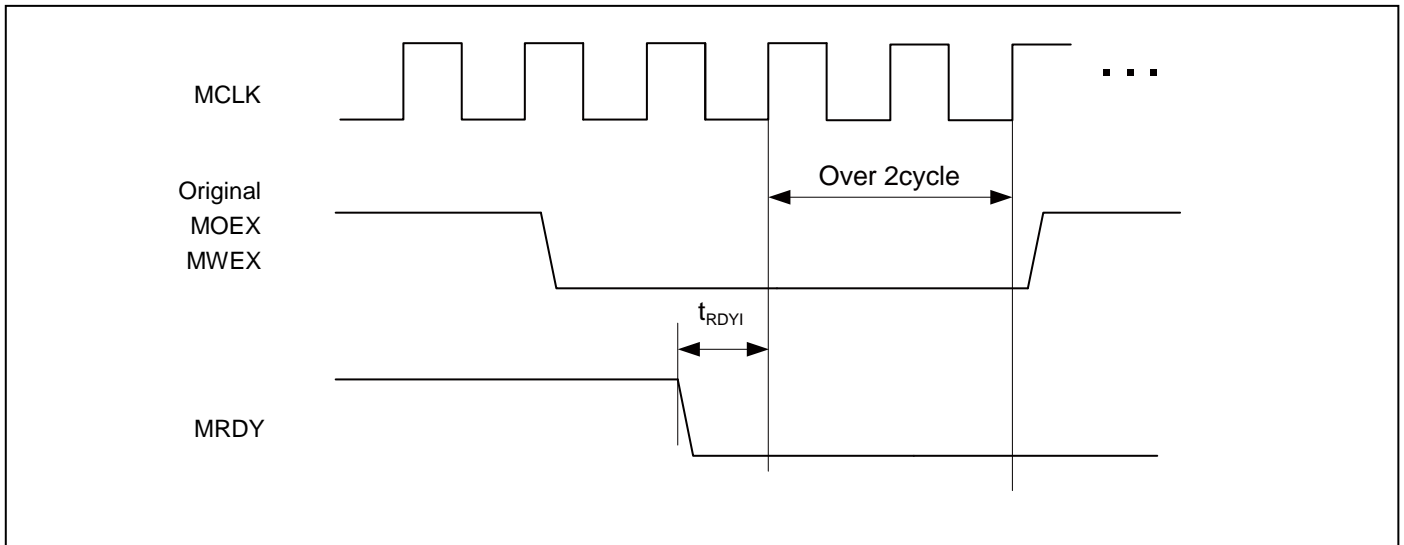 MCLK
Over 2cycle
Original
MOEX
MWEX
tRDYI
MRDY